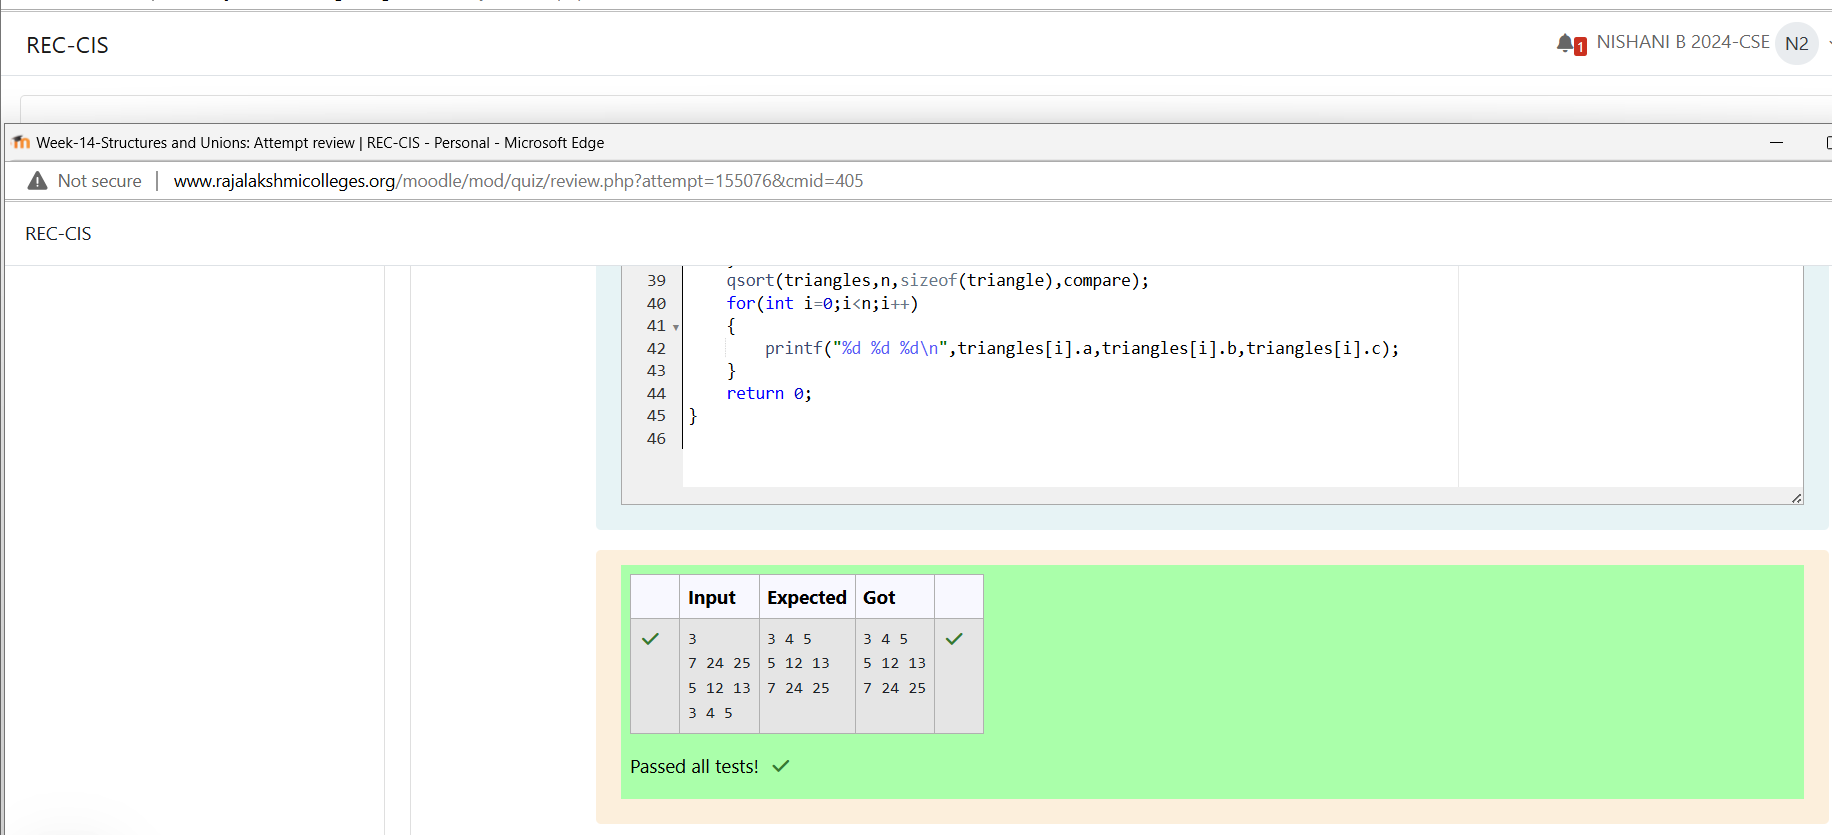 REC-CIS
1 NISHANI B 2024-CSE N2
Week-14-Structures and Unions: Attempt review | REC-CIS - Personal - Microsoft Edge
Not secure | www.rajalakshmicolleges.org/moodle/mod/quiz/review.php?attempt=155076&cmid=405
REC-CIS
39 qsort(triangles,n,sizeof(triangle),compare);
40 for(int i=0;i<n;i++)
41 {
42 printf("%d %d %d\n",triangles[i].a,triangles[i].b,triangles[i].c);
43 }
44 return 0;
45 }
46
Input Expected Got
3 3 4 5 3 4 5
7 24 25 5 12 13 5 12 13
5 12 13 7 24 25 7 24 25
3 4 5
Passed all tests!